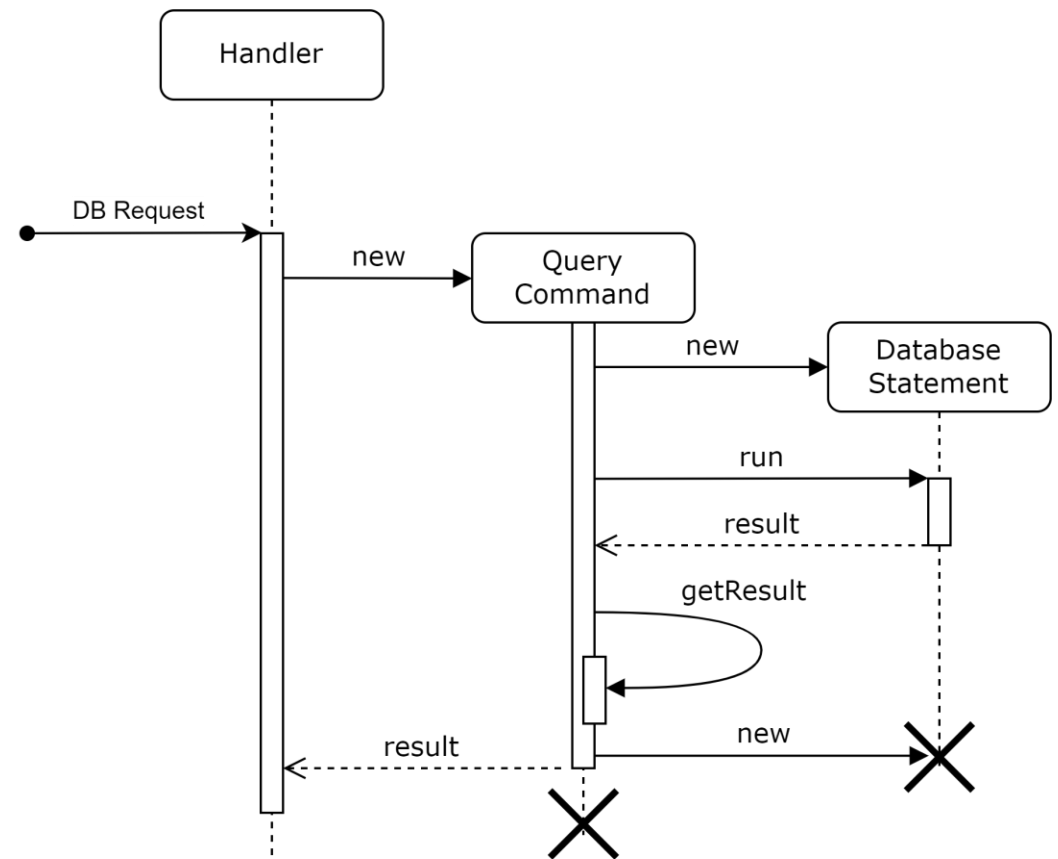 Handler
DB Request
new
Query
Command
new
Database
Statement
run
result
getResult
new
result